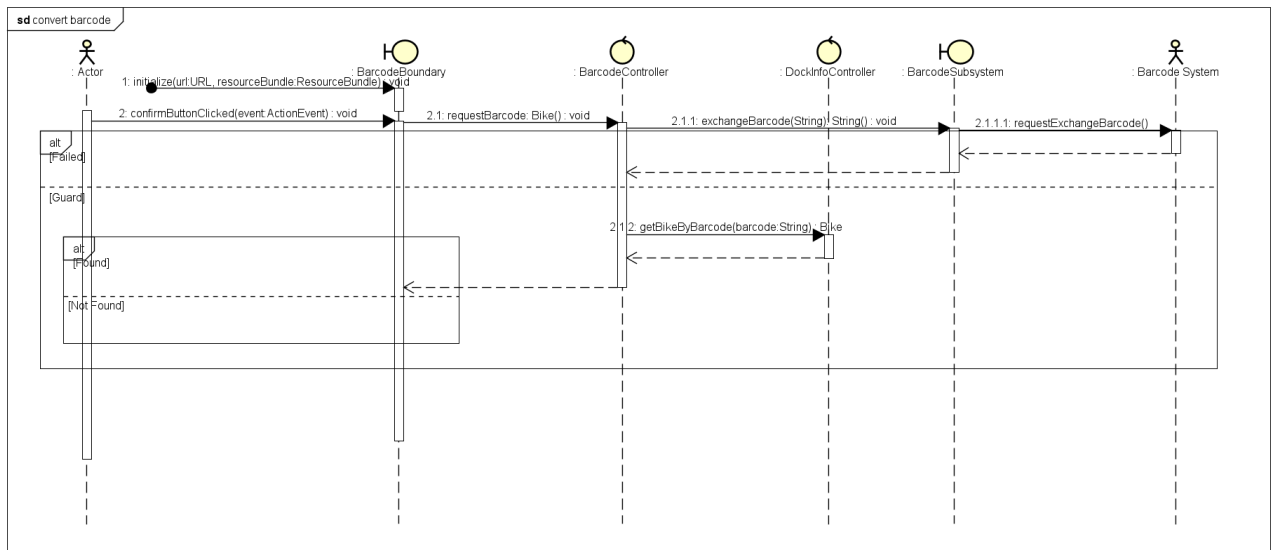 sd convert barcode
: Actor
: BarcodeBoundary
: BarcodeController
: DockInfoController
: BarcodeSubsystem
: Barcode System
1: initialize(url:URL, resourceBundle:ResourceBundle) : void
2: confirmButtonClicked(event:ActionEvent) : void
2.1: requestBarcode: Bike() : void
2.1.1: exchangeBarcode(String): String() : void
2.1.1.1: requestExchangeBarcode()
alt
[Failed]
[Guard]
2.1.2: getBikeByBarcode(barcode:String) : Bike
alt
[Found]
[Not Found]